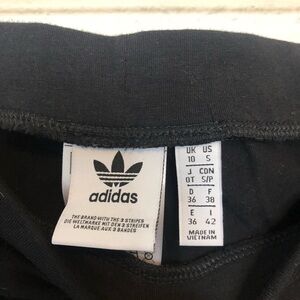 adidas
THE BRAND WITH THE 3 STRIPES
DIE WELTMARKE MIT DEN 3 STREIFEN
LA MARQUE AUX 3 BANDES
UK US
10 S
J CDN
OT S/P
D F
36 38
E I
36 42
MADE IN
VIETNAM